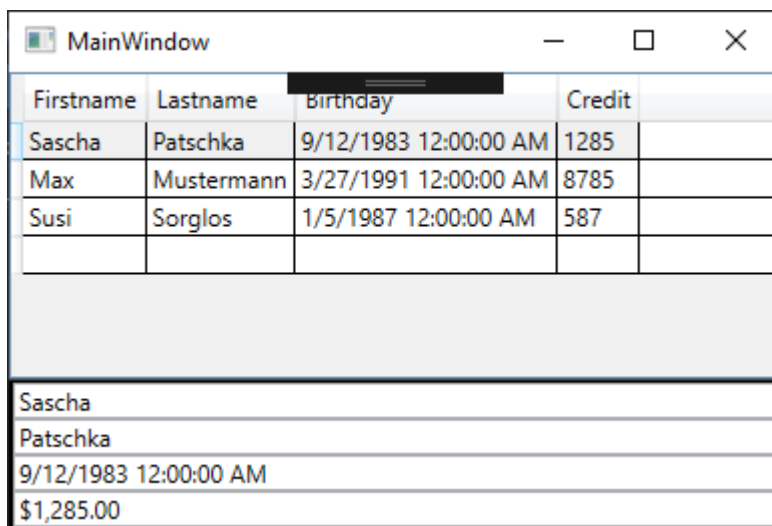 MainWindow
Firstname Lastname Birthday Credit
Sascha Patschka 9/12/1983 12:00:00 AM 1285
Max Mustermann 3/27/1991 12:00:00 AM 8785
Susi Sorglos 1/5/1987 12:00:00 AM 587
Sascha
Patschka
9/12/1983 12:00:00 AM
$1,285.00